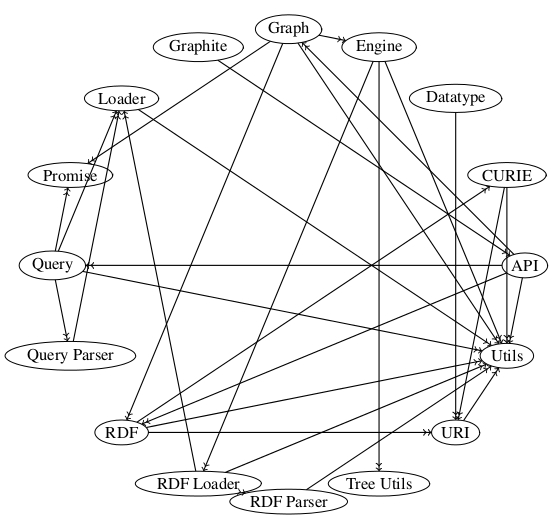 Graph
Graphite
Engine
Loader
Datatype
Promise
CURIE
Query
API
Query Parser
Utils
RDF
URI
RDF Loader
Tree Utils
RDF Parser